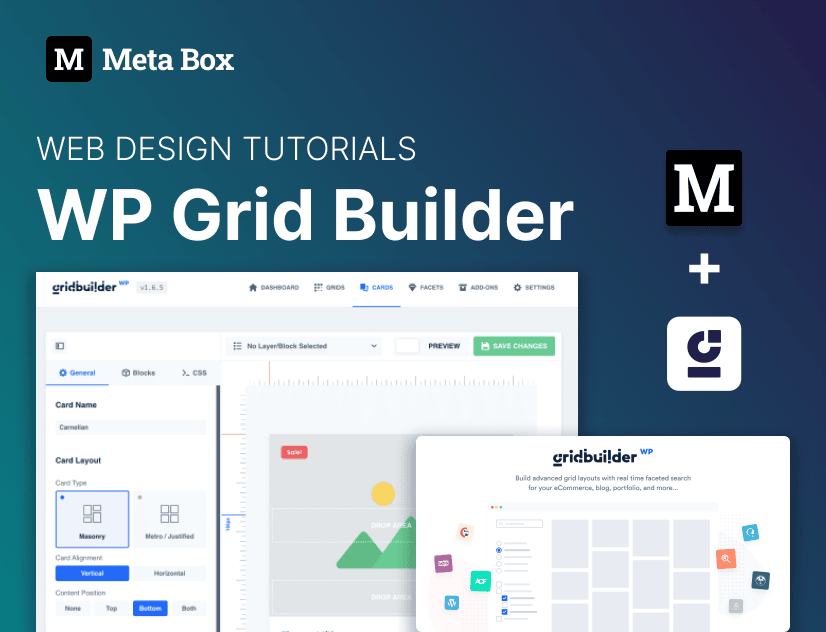 M Meta Box
WEB DESIGN TUTORIALS
WP Grid Builder
M
+
gridbuilder WP v1.6.5
DASHBOARD GRIDS CARDS FACETS ADD-ONS SETTINGS
No Layer/Block Selected PREVIEW SAVE CHANGES
General Blocks CSS
Card Name
Carnelian
Card Layout
Card Type
Masonry Metro / Justified
Card Alignment
Vertical Horizontal
Content Position
None Top Bottom Both
Sale!
DROP AREA
DROP AREA
gridbuilder WP
Build advanced grid layouts with real time faceted search
for your eCommerce, blog, portfolio, and more...
ACF